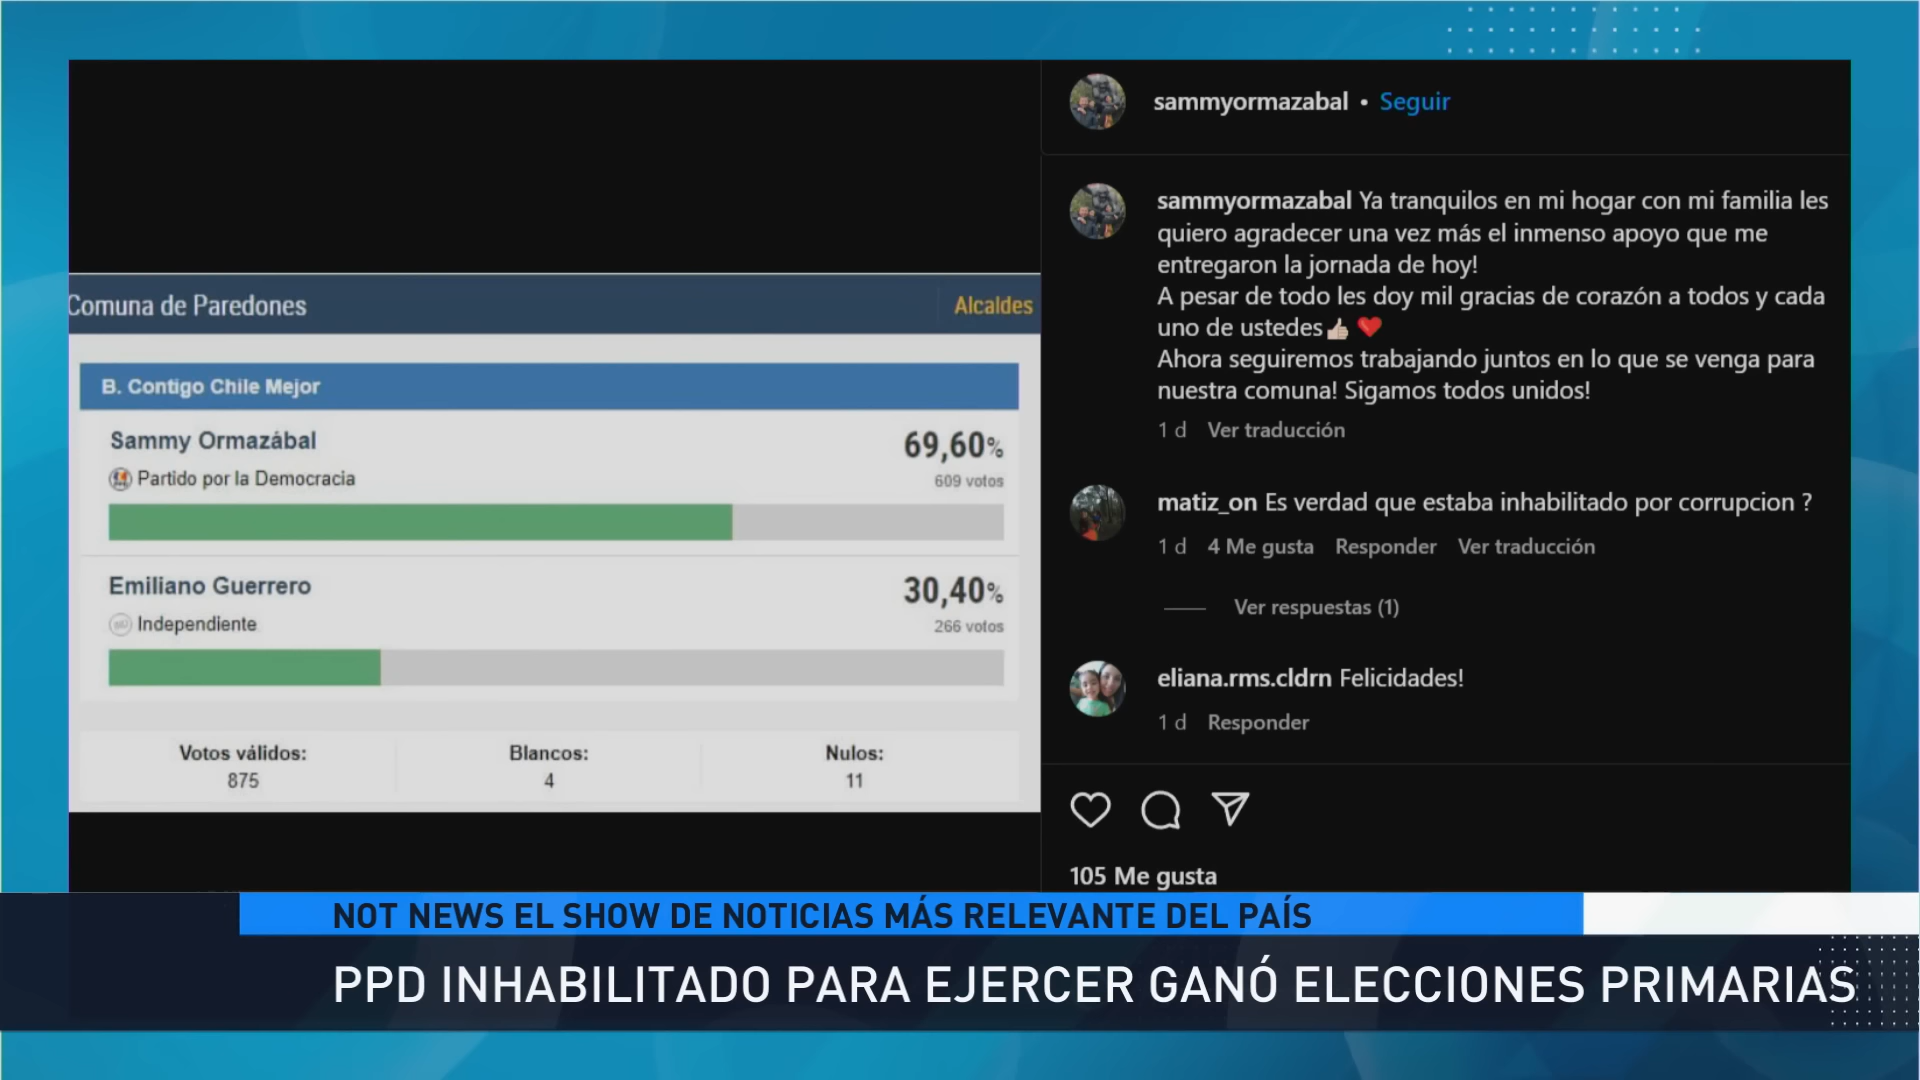 sammyormazabal • Seguir
Comuna de Paredones
Alcaldes
B. Contigo Chile Mejor
Sammy Ormazábal
69,60%
Partido por la Democracia
609 votos
Emiliano Guerrero
30,40%
Independiente
266 votos
Votos válidos:
875
Blancos:
4
Nulos:
11
sammyormazabal Ya tranquilos en mi hogar con mi familia les
quiero agradecer una vez más el inmenso apoyo que me
entregaron la jornada de hoy!
A pesar de todo les doy mil gracias de corazón a todos y cada
uno de ustedes👍🏻 ❤️
Ahora seguiremos trabajando juntos en lo que se venga para
nuestra comuna! Sigamos todos unidos!
1 d Ver traducción
matiz_on Es verdad que estaba inhabilitado por corrupcion ?
1 d 4 Me gusta Responder Ver traducción
Ver respuestas (1)
eliana.rms.cldrn Felicidades!
1 d Responder
105 Me gusta
NOT NEWS EL SHOW DE NOTICIAS MÁS RELEVANTE DEL PAÍS
PPD INHABILITADO PARA EJERCER GANÓ ELECCIONES PRIMARIAS